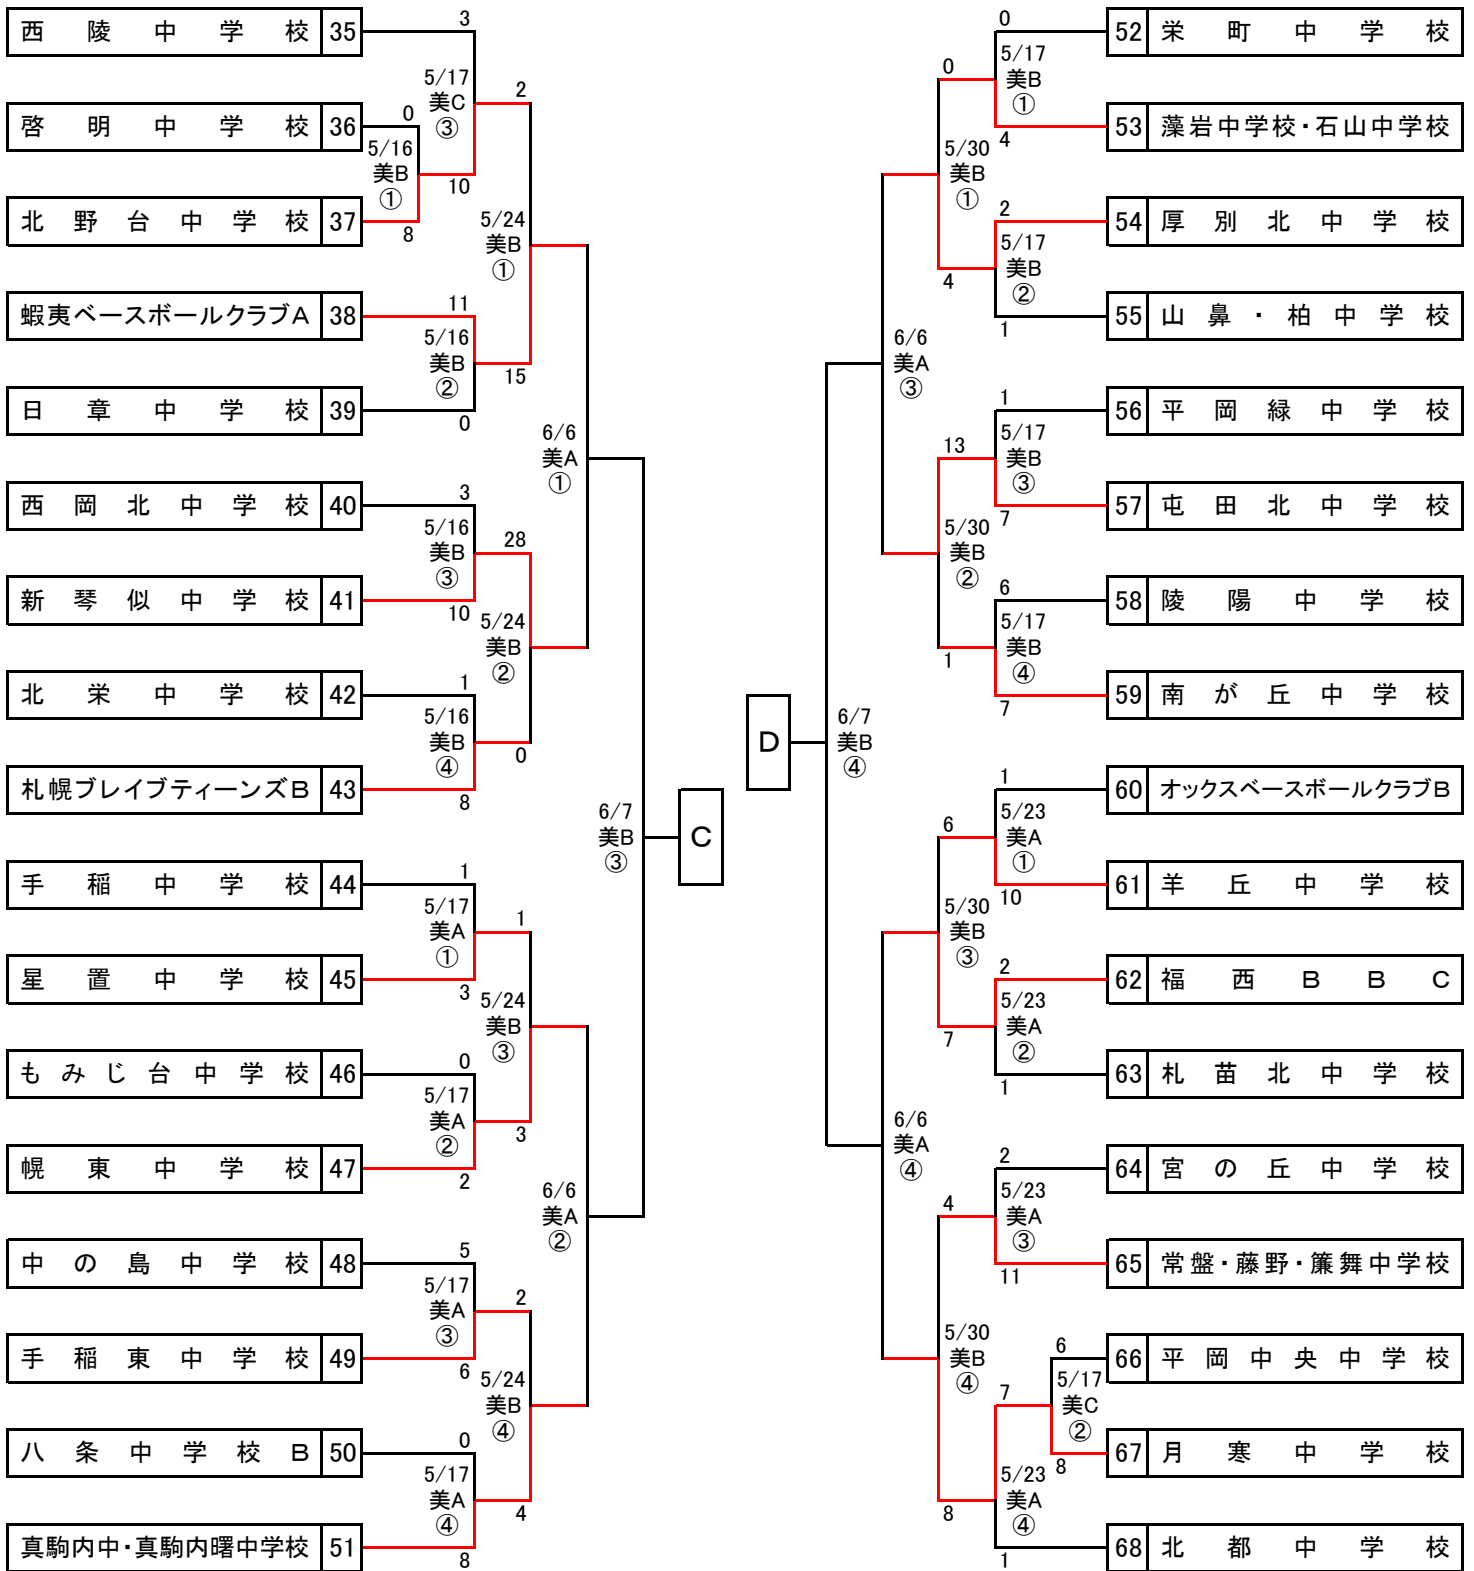 西陵中学校 35
啓明中学校 36
北野台中学校 37
蝦夷ベースボールクラブA 38
日章中学校 39
西岡北中学校 40
新琴似中学校 41
北栄中学校 42
札幌ブレイブティーンズB 43
手稲中学校 44
星置中学校 45
もみじ台中学校 46
幌東中学校 47
中の島中学校 48
手稲東中学校 49
八条中学校B 50
真駒内中・真駒内曙中学校 51
3
5/17
美C
③
10
0
5/16
美B
①
8
11
5/16
美B
②
0
3
5/16
美B
③
10
1
5/16
美B
④
8
1
5/17
美A
①
3
0
5/17
美A
②
2
5
5/17
美A
③
6
0
5/17
美A
④
8
2
5/24
美B
①
15
28
5/24
美B
②
0
1
5/24
美B
③
3
2
5/24
美B
④
4
6/6
美A
①
6/6
美A
②
6/7
美B
③
C
D
6/7
美B
④
6/6
美A
③
6/6
美A
④
0
5/30
美B
①
4
13
5/30
美B
②
1
6
5/30
美B
③
7
4
5/30
美B
④
8
0
5/17
美B
①
4
2
5/17
美B
②
1
1
5/17
美B
③
7
6
5/17
美B
④
7
1
5/23
美A
①
10
2
5/23
美A
②
1
2
5/23
美A
③
11
6
5/17
美C
②
8
7
5/23
美A
④
1
52 栄町中学校
53 藻岩中学校・石山中学校
54 厚別北中学校
55 山鼻・柏中学校
56 平岡緑中学校
57 屯田北中学校
58 陵陽中学校
59 南が丘中学校
60 オックスベースボールクラブB
61 羊丘中学校
62 福西BBC
63 札苗北中学校
64 宮の丘中学校
65 常盤・藤野・簾舞中学校
66 平岡中央中学校
67 月寒中学校
68 北都中学校